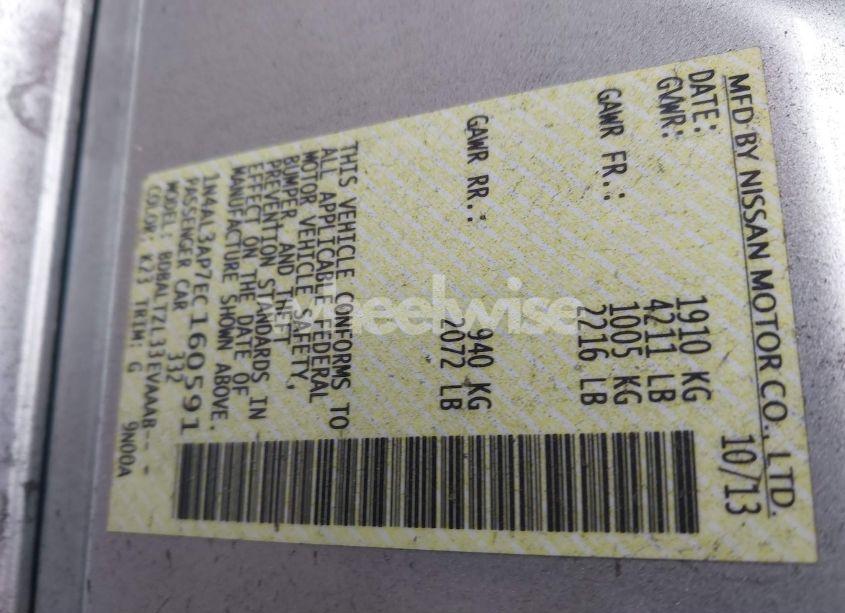 MFD BY NISSAN MOTOR CO., LTD.
DATE: 10/13
GVWR: 1910 KG
4211 LB
GAWR FR.: 1005 KG
2216 LB
GAWR RR.: 940 KG
2072 LB
THIS VEHICLE CONFORMS TO
ALL APPLICABLE FEDERAL
MOTOR VEHICLE SAFETY,
BUMPER AND THEFT
PREVENTION STANDARDS IN
EFFECT ON THE DATE OF
MANUFACTURE SHOWN ABOVE.
1N4AL3AP7EC160591
PASSENGER CAR 332
MODEL: BDBALTZL33EVAAAB-- -
COLOR: K23 TRIM: G 9N00A
wheelwise